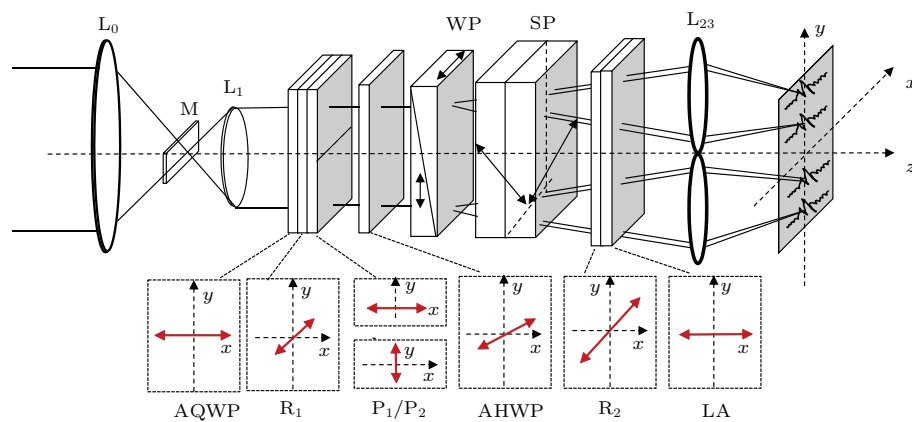 L₀
M
L₁
WP
SP
L₂₃
y
x
z
y
x
y
x
y
x
y
x
y
x
y
x
y
x
AQWP
R₁
P₁/P₂
AHWP
R₂
LA